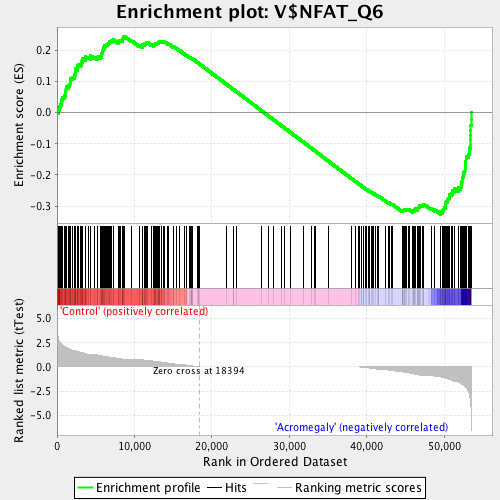 Enrichment plot: V$NFAT_Q6
Enrichment score (ES)
0.2
0.1
0.0
-0.1
-0.2
-0.3
'Control' (positively correlated)
Ranked list metric (tTest)
5.0
2.5
0.0
-2.5
-5.0
Zero cross at 18394
'Acromegaly' (negatively correlated)
0
10,000
20,000
30,000
40,000
50,000
Rank in Ordered Dataset
Enrichment profile
Hits
Ranking metric scores